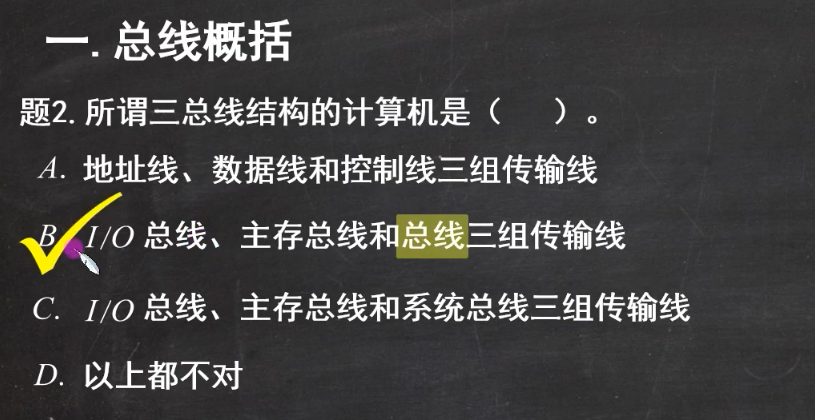 一.总线概括
题2.所谓三总线结构的计算机是（ ）。
A. 地址线、数据线和控制线三组传输线
B. I/O 总线、主存总线和总线三组传输线
C. I/O 总线、主存总线和系统总线三组传输线
D. 以上都不对